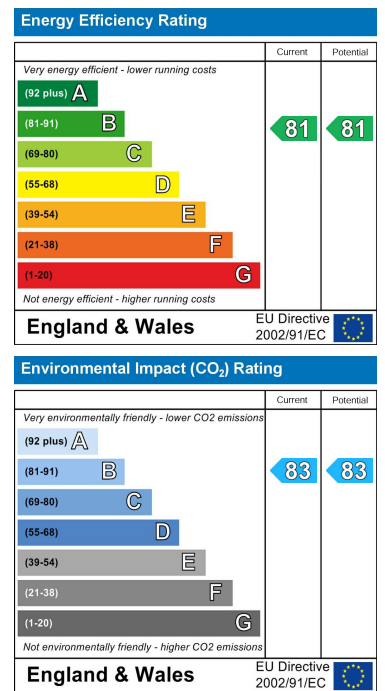 Energy Efficiency Rating
Current Potential
Very energy efficient - lower running costs
(92 plus) A
(81-91) B
81 81
(69-80) C
(55-68) D
(39-54) E
(21-38) F
(1-20) G
Not energy efficient - higher running costs
England & Wales
EU Directive
2002/91/EC
Environmental Impact (CO₂) Rating
Current Potential
Very environmentally friendly - lower CO2 emissions
(92 plus) A
(81-91) B
83 83
(69-80) C
(55-68) D
(39-54) E
(21-38) F
(1-20) G
Not environmentally friendly - higher CO2 emissions
England & Wales
EU Directive
2002/91/EC